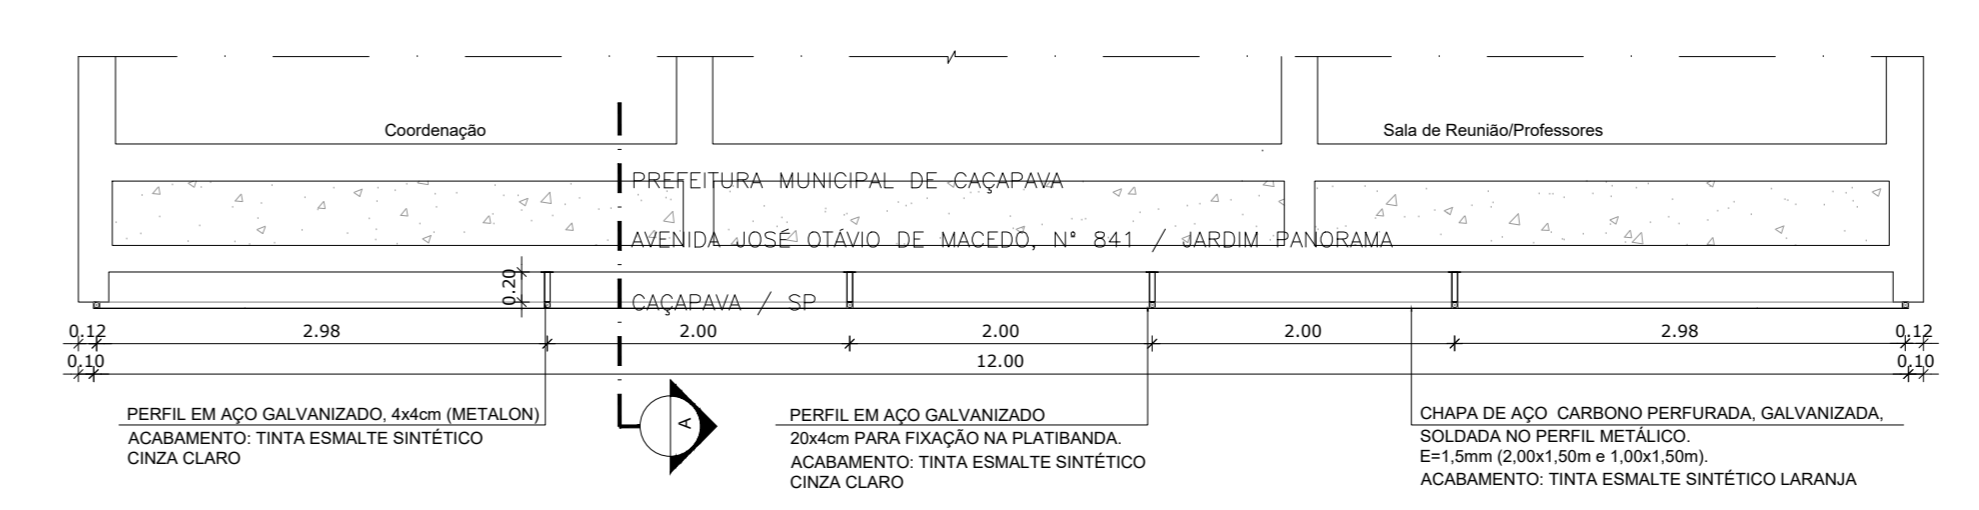 Coordenação
Sala de Reunião/Professores
PREFEITURA MUNICIPAL DE CAÇAPAVA
AVENIDA JOSÉ OTÁVIO DE MACEDO, Nº 841 / JARDIM PANORAMA
0.20
CAÇAPAVA / SP
0.12 2.98 2.00 2.00 2.00 2.98 0.12
0.10 12.00 0.10
PERFIL EM AÇO GALVANIZADO, 4x4cm (METALON)
ACABAMENTO: TINTA ESMALTE SINTÉTICO
CINZA CLARO
A
PERFIL EM AÇO GALVANIZADO
20x4cm PARA FIXAÇÃO NA PLATIBANDA.
ACABAMENTO: TINTA ESMALTE SINTÉTICO
CINZA CLARO
CHAPA DE AÇO CARBONO PERFURADA, GALVANIZADA,
SOLDADA NO PERFIL METÁLICO.
E=1,5mm (2,00x1,50m e 1,00x1,50m).
ACABAMENTO: TINTA ESMALTE SINTÉTICO LARANJA